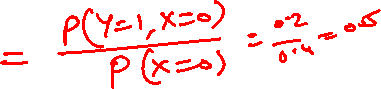 = P(Y=1, X=0) / P(X=0) = 0.2 / 0.4 = 0.5